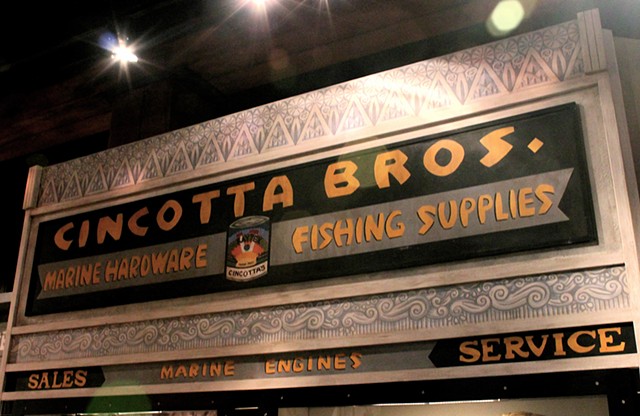 CINCOTTA BROS.
MARINE HARDWARE
CINCOTTA'S
FISHING SUPPLIES
SALES
MARINE ENGINES
SERVICE